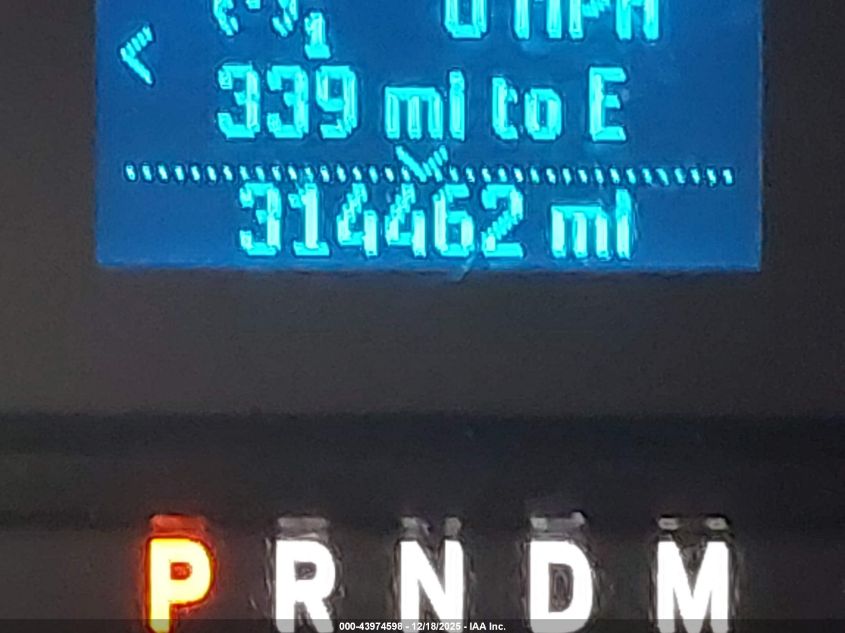 0 MPH
339 mi to E
314462 mi
P R N D M
000-43974598 - 12/18/2025 - IAA Inc.